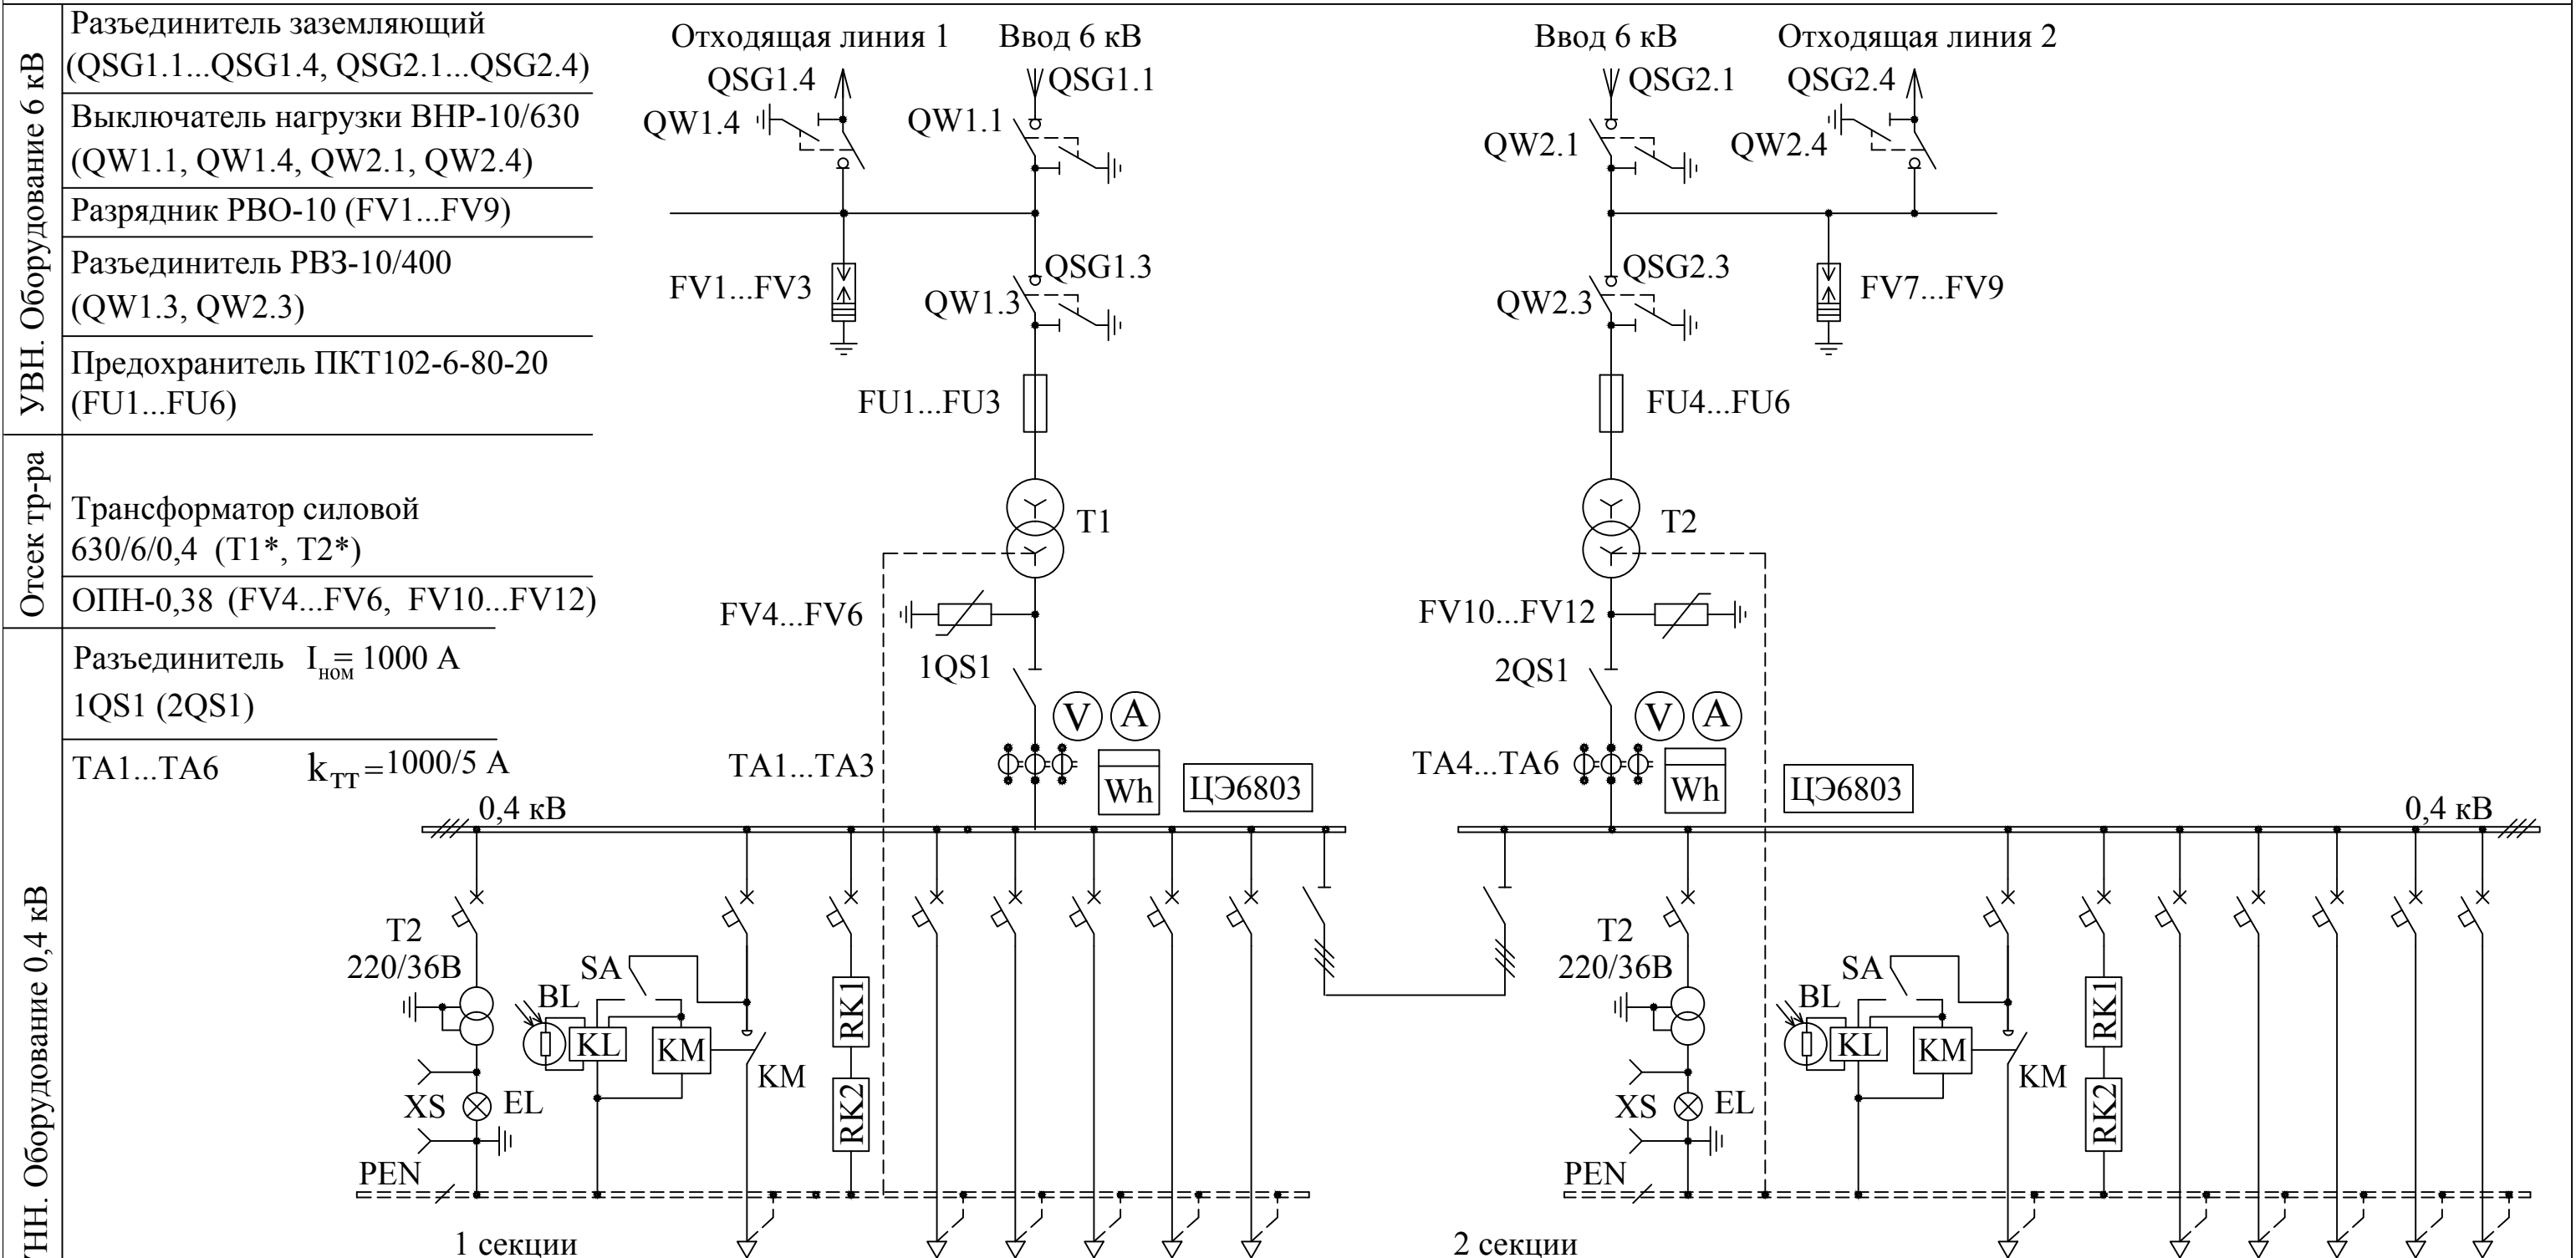 УВН. Оборудование 6 кВ
Разъединитель заземляющий
(QSG1.1...QSG1.4, QSG2.1...QSG2.4)
Выключатель нагрузки ВНР-10/630
(QW1.1, QW1.4, QW2.1, QW2.4)
Разрядник РВО-10 (FV1...FV9)
Разъединитель РВЗ-10/400
(QW1.3, QW2.3)
Предохранитель ПКТ102-6-80-20
(FU1...FU6)
Отсек тр-ра
Трансформатор силовой
630/6/0,4 (Т1*, Т2*)
ОПН-0,38 (FV4...FV6, FV10...FV12)
Разъединитель Iном= 1000 А
1QS1 (2QS1)
ТА1...ТА6 kТТ=1000/5 А
НН. Оборудование 0,4 кВ
Отходящая линия 1
Ввод 6 кВ
QSG1.4
QSG1.1
QW1.4
QW1.1
QSG1.3
FV1...FV3
QW1.3
FU1...FU3
T1
FV4...FV6
1QS1
V
A
TA1...TA3
Wh
ЦЭ6803
0,4 кВ
T2
220/36В
SA
BL
KL
KM
KM
RK1
RK2
XS
EL
PEN
1 секции
Ввод 6 кВ
Отходящая линия 2
QSG2.1
QSG2.4
QW2.1
QW2.4
QSG2.3
QW2.3
FV7...FV9
FU4...FU6
T2
FV10...FV12
2QS1
V
A
TA4...TA6
Wh
ЦЭ6803
0,4 кВ
T2
220/36В
SA
BL
KL
KM
KM
RK1
RK2
XS
EL
PEN
2 секции